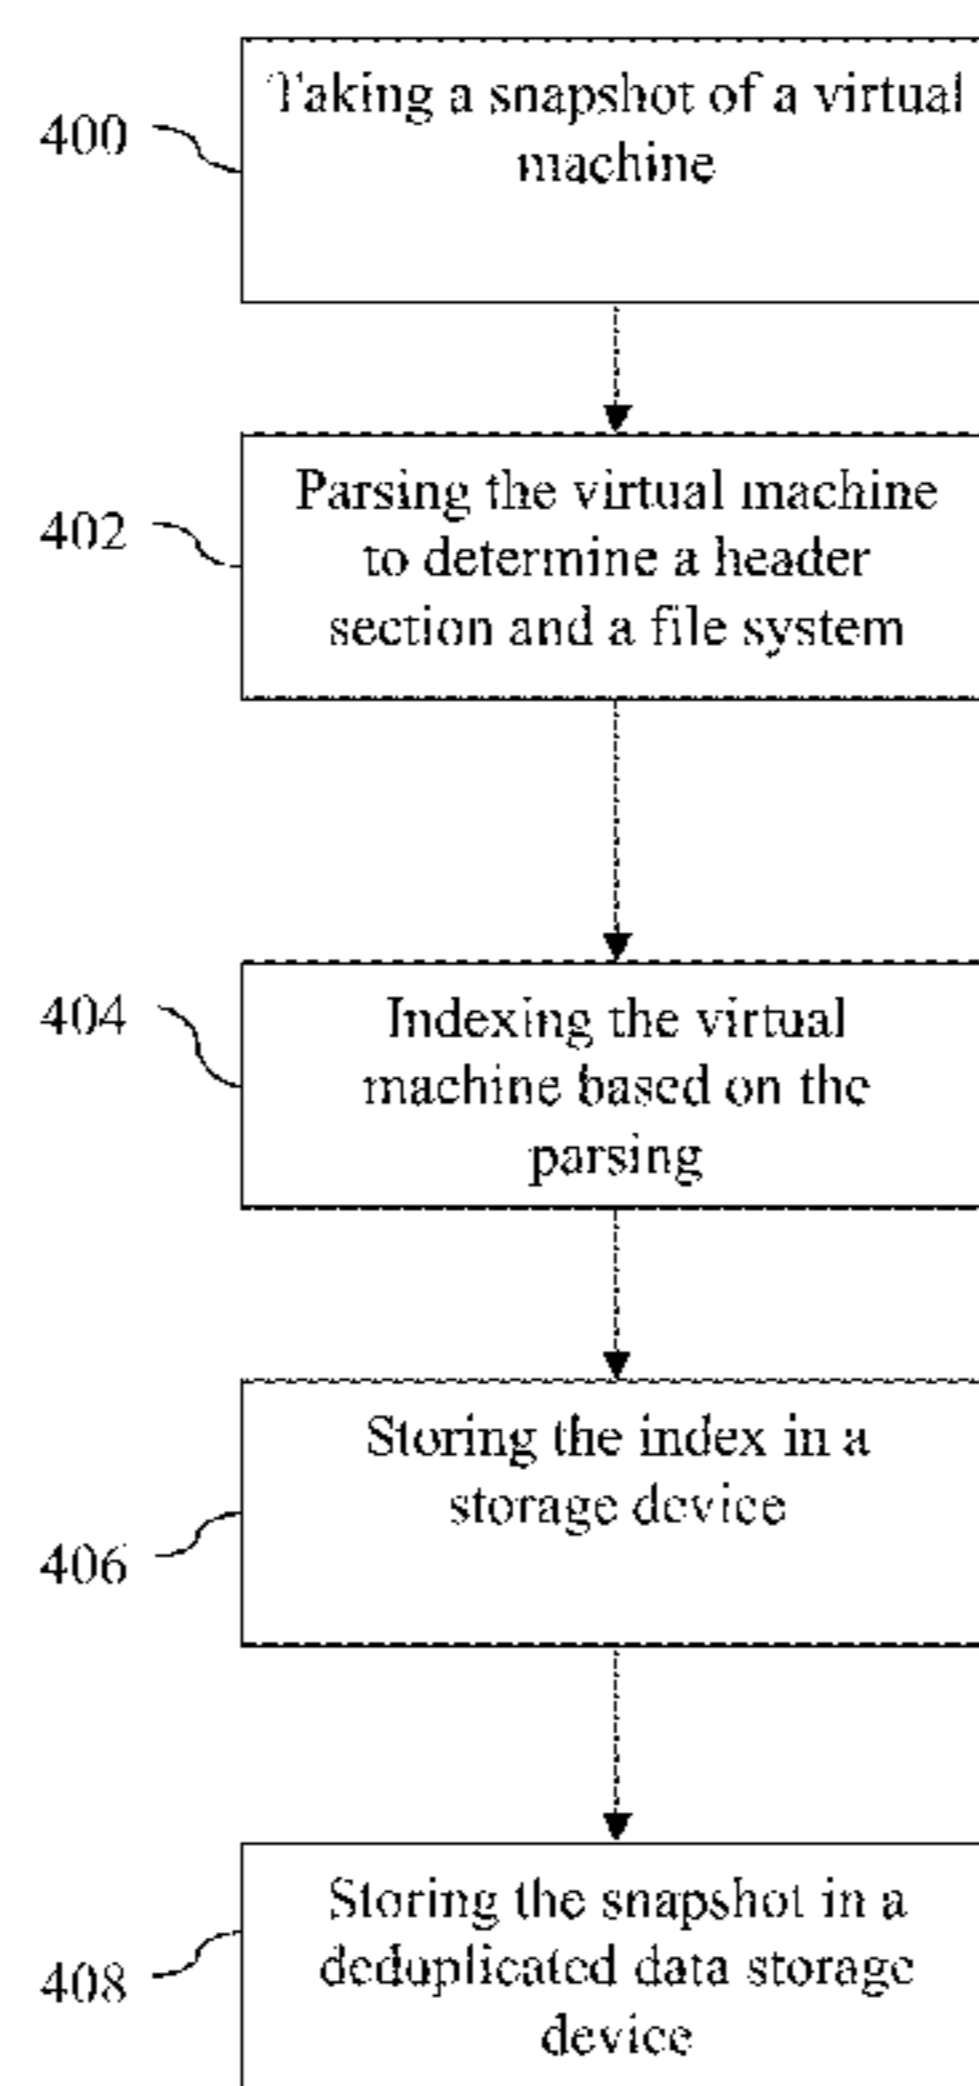 Taking a snapshot of a virtual
machine
400
Parsing the virtual machine
to determine a header
section and a file system
402
Indexing the virtual
machine based on the
parsing
404
Storing the index in a
storage device
406
Storing the snapshot in a
deduplicated data storage
device
408